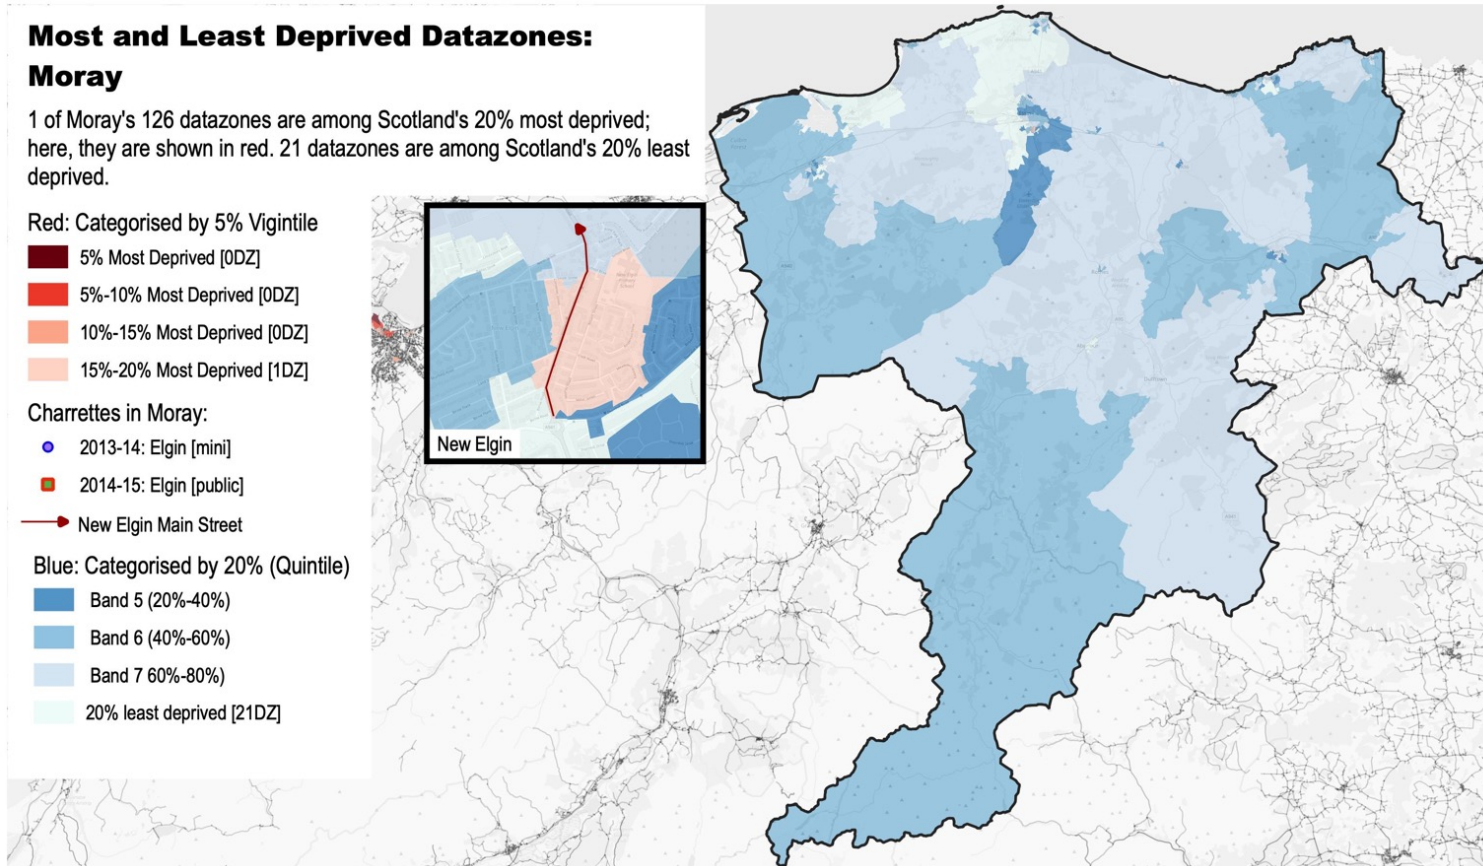 Most and Least Deprived Datazones:
Moray
1 of Moray's 126 datazones are among Scotland's 20% most deprived;
here, they are shown in red. 21 datazones are among Scotland's 20% least
deprived.
Red: Categorised by 5% Vigintile
5% Most Deprived [0DZ]
5%-10% Most Deprived [0DZ]
10%-15% Most Deprived [0DZ]
15%-20% Most Deprived [1DZ]
Charrettes in Moray:
2013-14: Elgin [mini]
2014-15: Elgin [public]
New Elgin Main Street
Blue: Categorised by 20% (Quintile)
Band 5 (20%-40%)
Band 6 (40%-60%)
Band 7 60%-80%)
20% least deprived [21DZ]
New Elgin